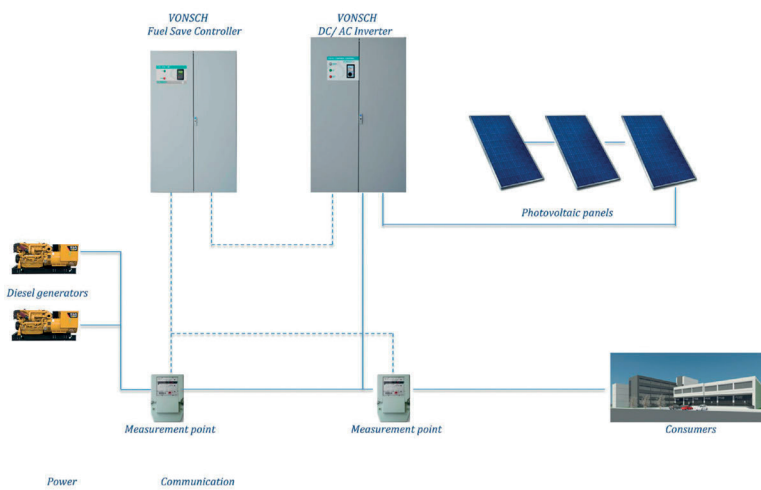 VONSCH
Fuel Save Controller
VONSCH
DC/ AC Inverter
Photovoltaic panels
Diesel generators
Measurement point
Measurement point
Consumers
Power
Communication